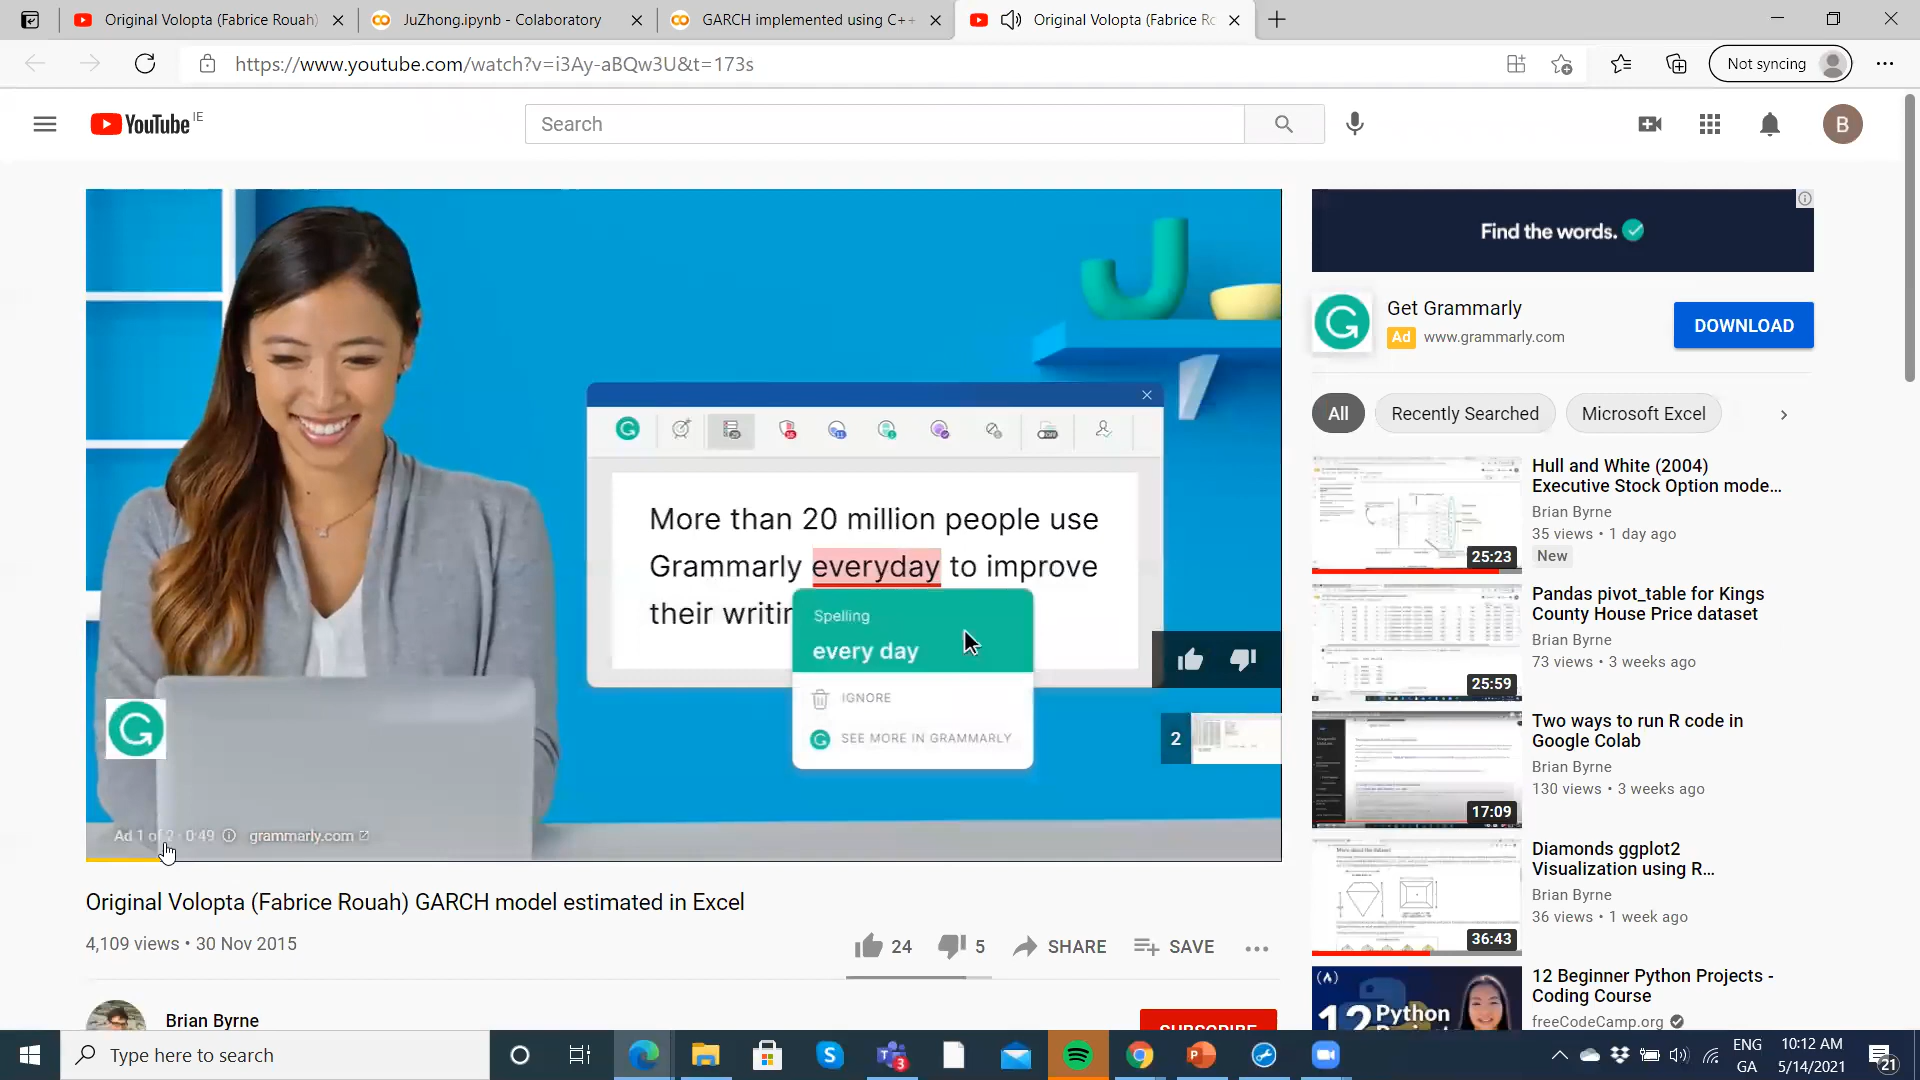 Original Volopta (Fabrice Rouah)
JuZhong.ipynb - Colaboratory
GARCH implemented using C++
Original Volopta (Fabrice Ro
https://www.youtube.com/watch?v=i3Ay-aBQw3U&t=173s
Not syncing
YouTube IE
Search
B
Find the words.
Get Grammarly
Ad www.grammarly.com
DOWNLOAD
All
Recently Searched
Microsoft Excel
More than 20 million people use
Grammarly everyday to improve
their writin
Spelling
every day
IGNORE
SEE MORE IN GRAMMARLY
2
Ad 1 of 2 · 0:49
grammarly.com
Hull and White (2004)
Executive Stock Option mode...
Brian Byrne
35 views • 1 day ago
New
25:23
Pandas pivot_table for Kings
County House Price dataset
Brian Byrne
73 views • 3 weeks ago
25:59
Two ways to run R code in
Google Colab
Brian Byrne
130 views • 3 weeks ago
17:09
Diamonds ggplot2
Visualization using R...
Brian Byrne
36 views • 1 week ago
36:43
12 Beginner Python Projects -
Coding Course
freeCodeCamp.org
12 Python
Original Volopta (Fabrice Rouah) GARCH model estimated in Excel
4,109 views • 30 Nov 2015
24
5
SHARE
SAVE
Brian Byrne
SUBSCRIBE
Type here to search
3
ENG
GA
10:12 AM
5/14/2021
21